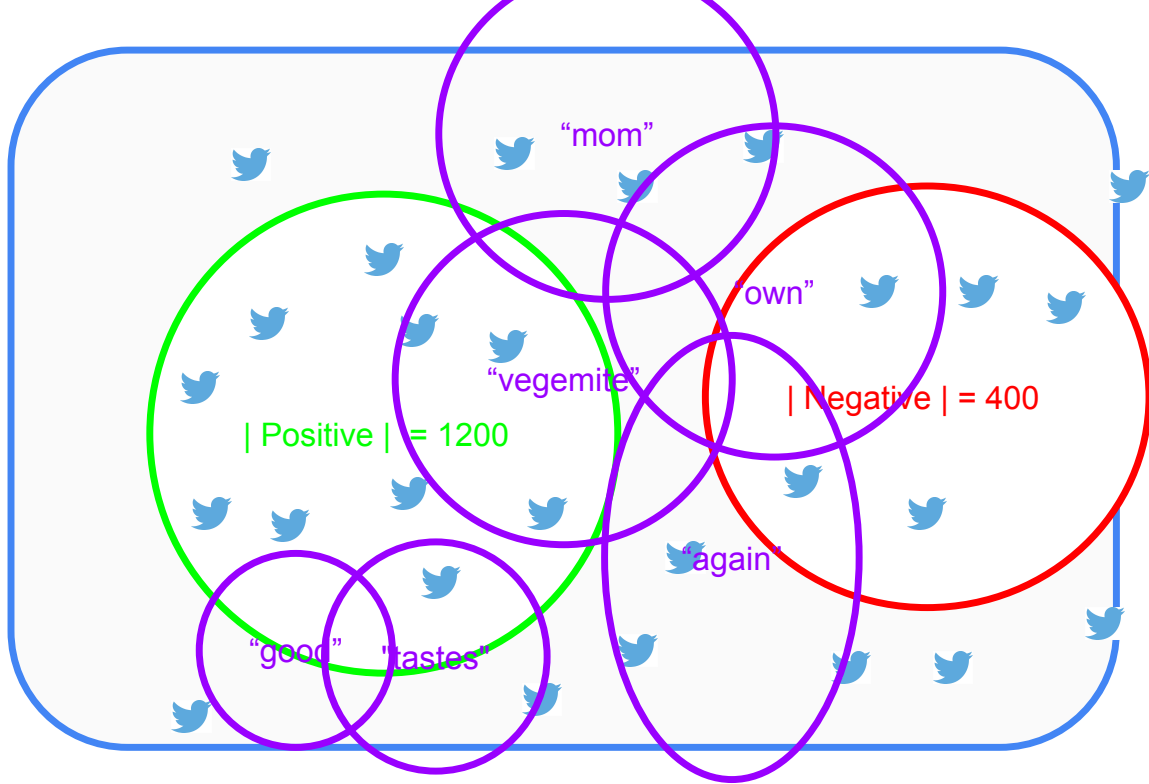 “mom”
“own”
“vegemite”
| Negative | = 400
| Positive | = 1200
“again”
“good”
"tastes"